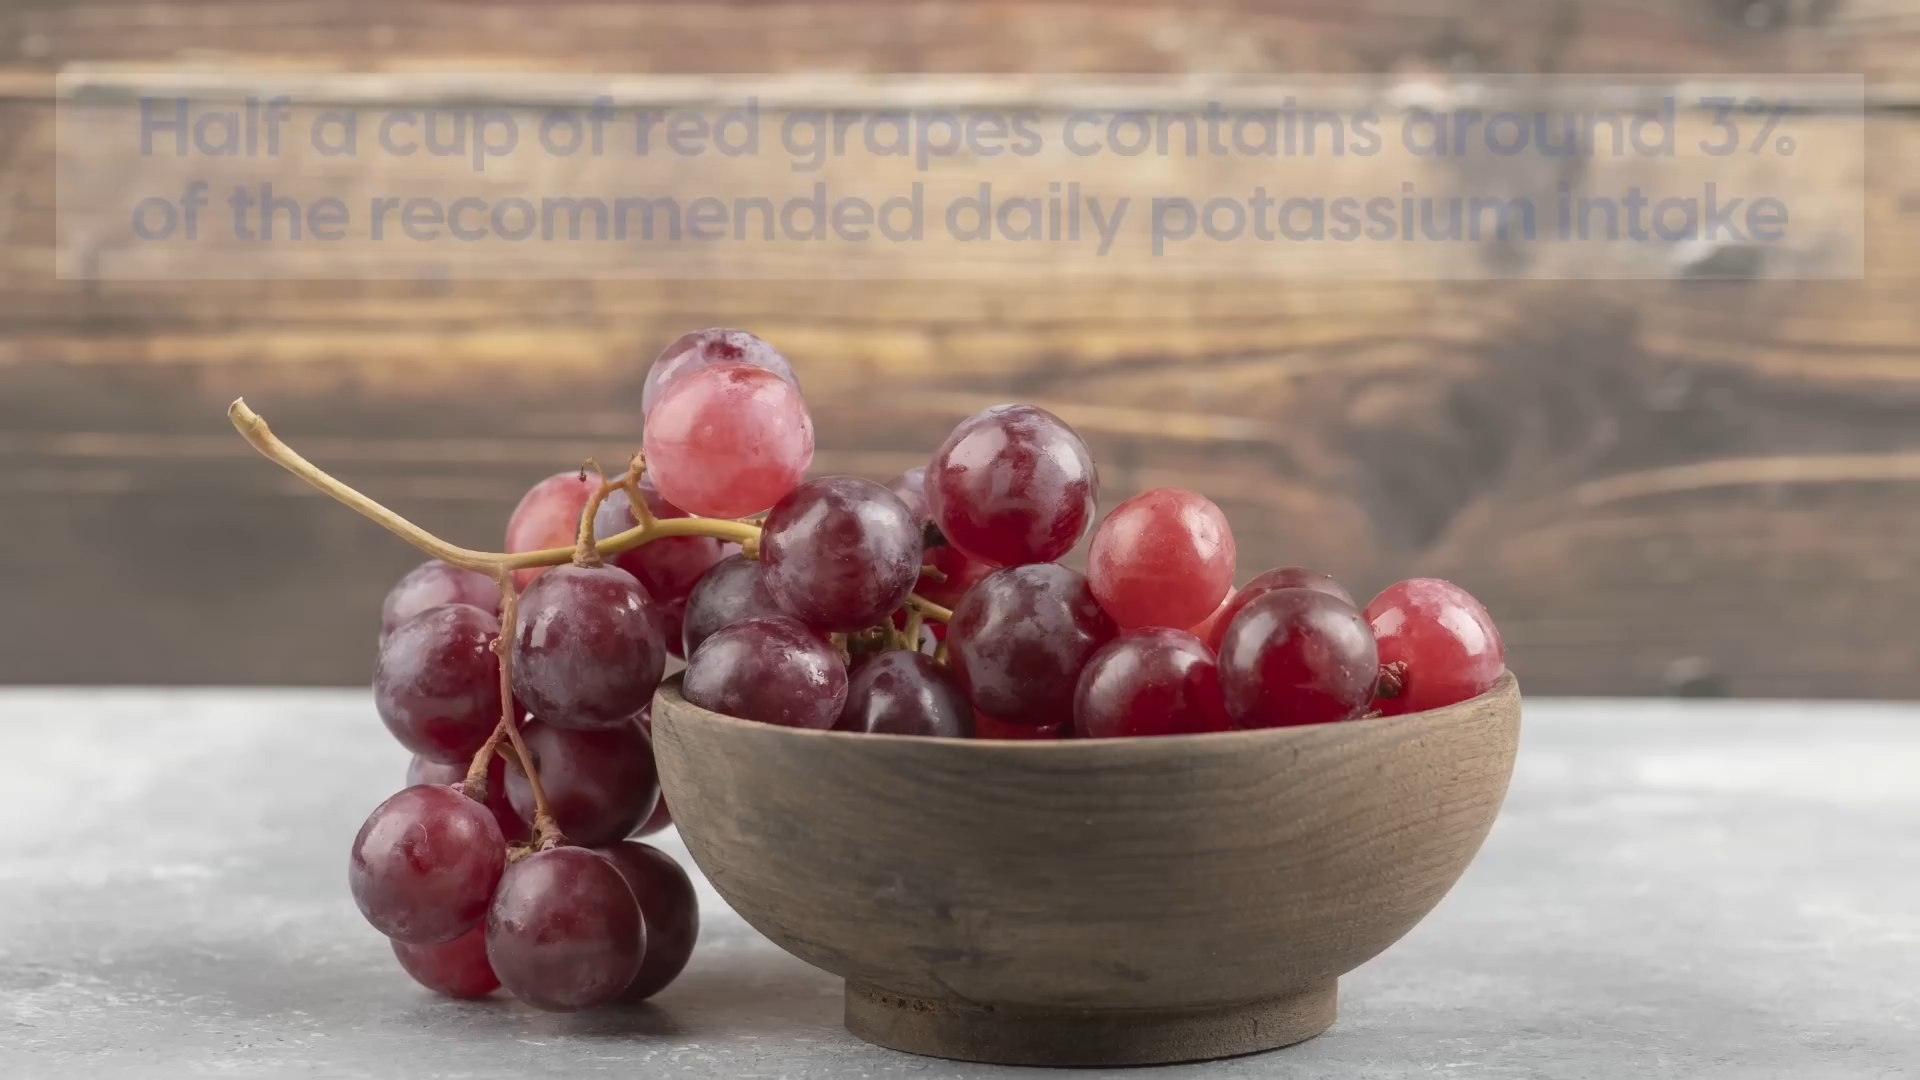 Half a cup of red grapes contains around 3%
of the recommended daily potassium intake